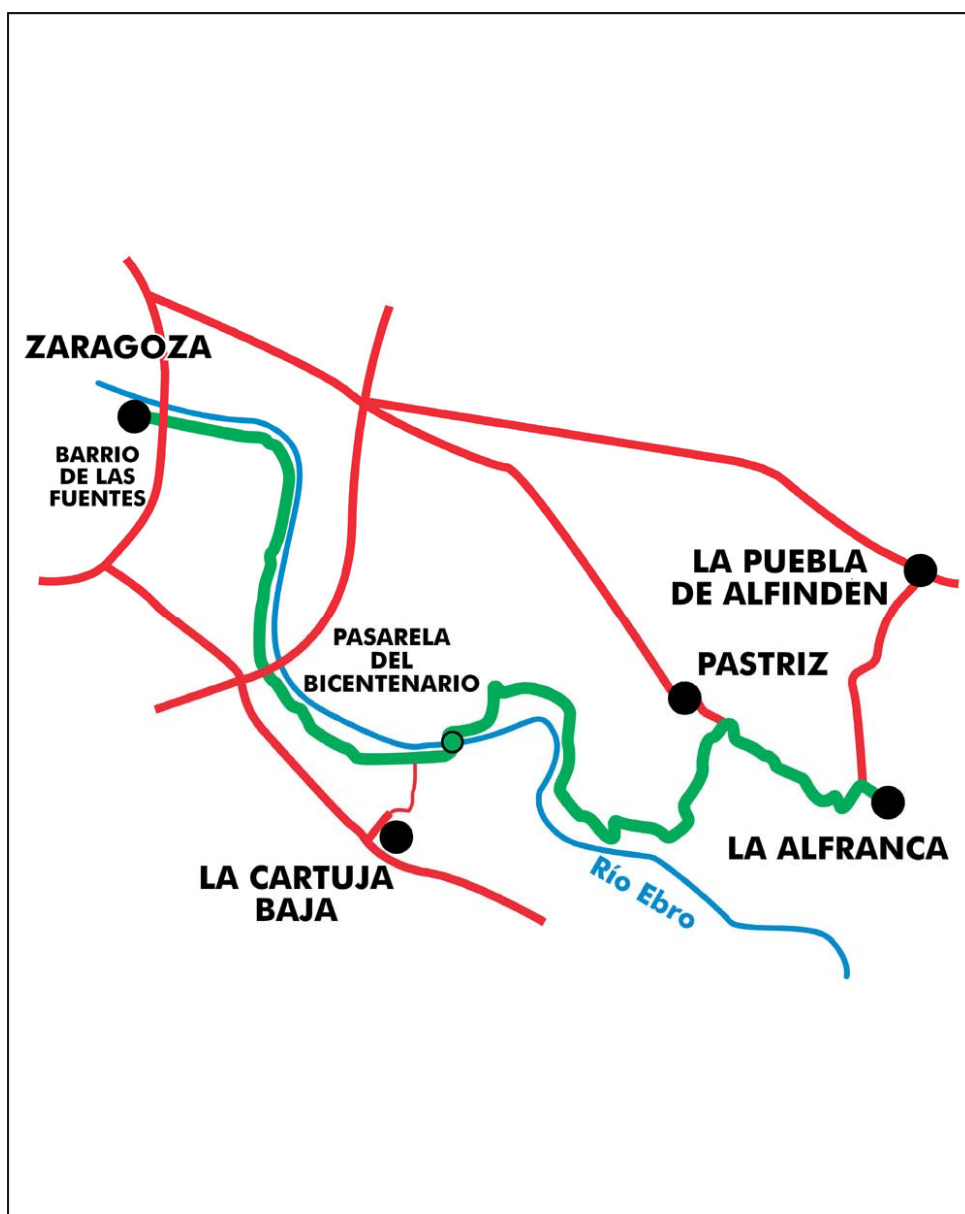 ZARAGOZA
BARRIO
DE LAS
FUENTES
LA PUEBLA
DE ALFINDÉN
PASARELA
DEL
BICENTENARIO
PASTRIZ
LA ALFRANCA
LA CARTUJA
BAJA
Río Ebro